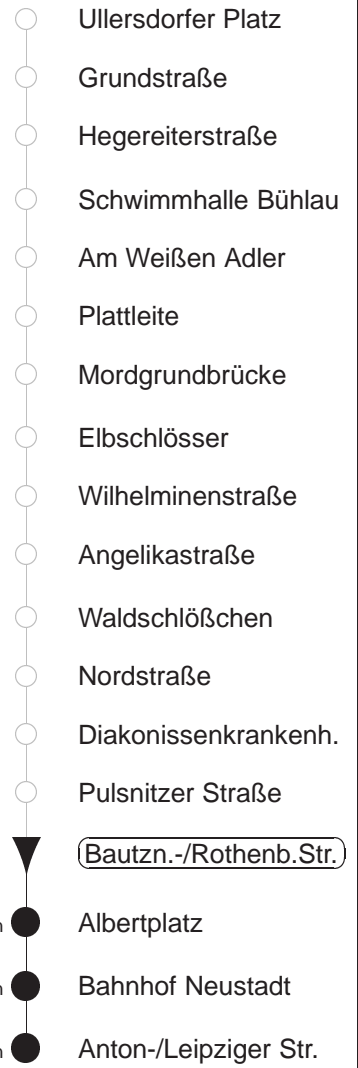 Ullersdorfer Platz
Grundstraße
Hegereiterstraße
Schwimmhalle Bühlau
Am Weißen Adler
Plattleite
Mordgrundbrücke
Elbschlösser
Wilhelminenstraße
Angelikastraße
Waldschlößchen
Nordstraße
Diakonissenkrankenh.
Pulsnitzer Straße
Bautzn.-/Rothenb.Str.
Albertplatz
Bahnhof Neustadt
Anton-/Leipziger Str.